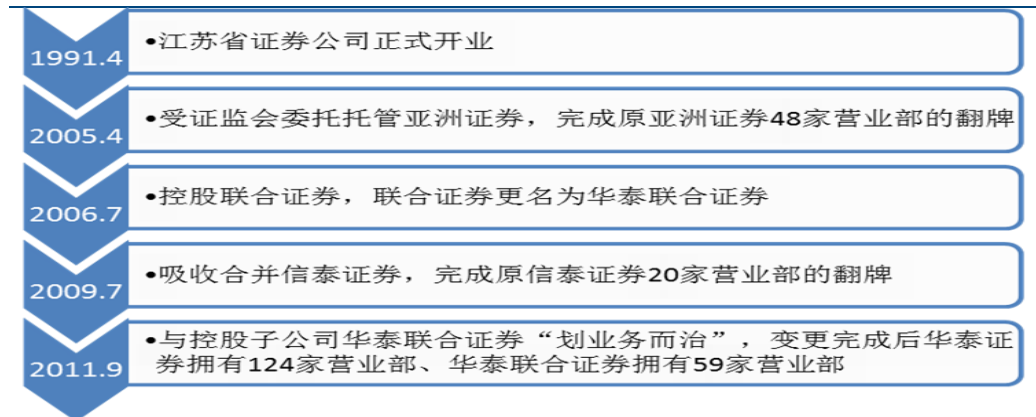 1991.4
•江苏省证券公司正式开业
2005.4
•受证监会委托托管亚洲证券，完成原亚洲证券48家营业部的翻牌
2006.7
•控股联合证券，联合证券更名为华泰联合证券
2009.7
•吸收合并信泰证券，完成原信泰证券20家营业部的翻牌
2011.9
•与控股子公司华泰联合证券“划业务而治”，变更完成后华泰证
券拥有124家营业部、华泰联合证券拥有59家营业部